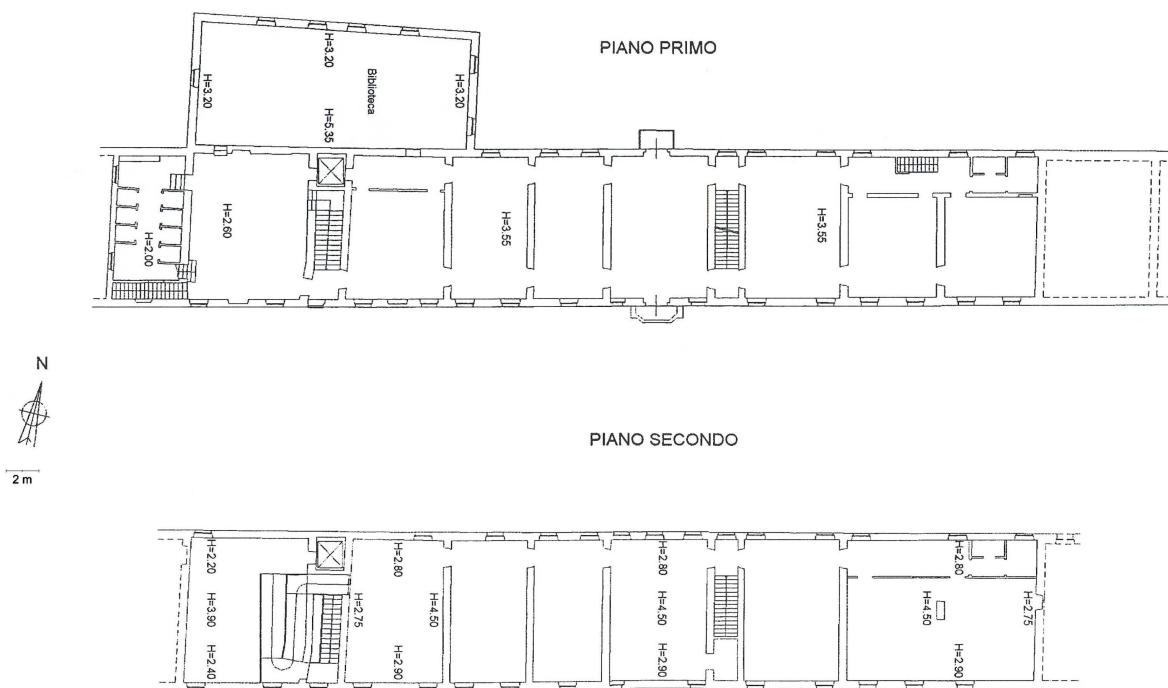 PIANO PRIMO
H=3.20
H=3.20
Biblioteca
H=3.20
H=5.35
H=2.60
H=2.00
H=3.55
H=3.55
N
2 m
PIANO SECONDO
H=2.20
H=3.90
H=2.40
H=2.80
H=2.75
H=4.50
H=2.90
H=2.80
H=4.50
H=2.90
H=2.80
H=4.50
H=2.75
H=2.90